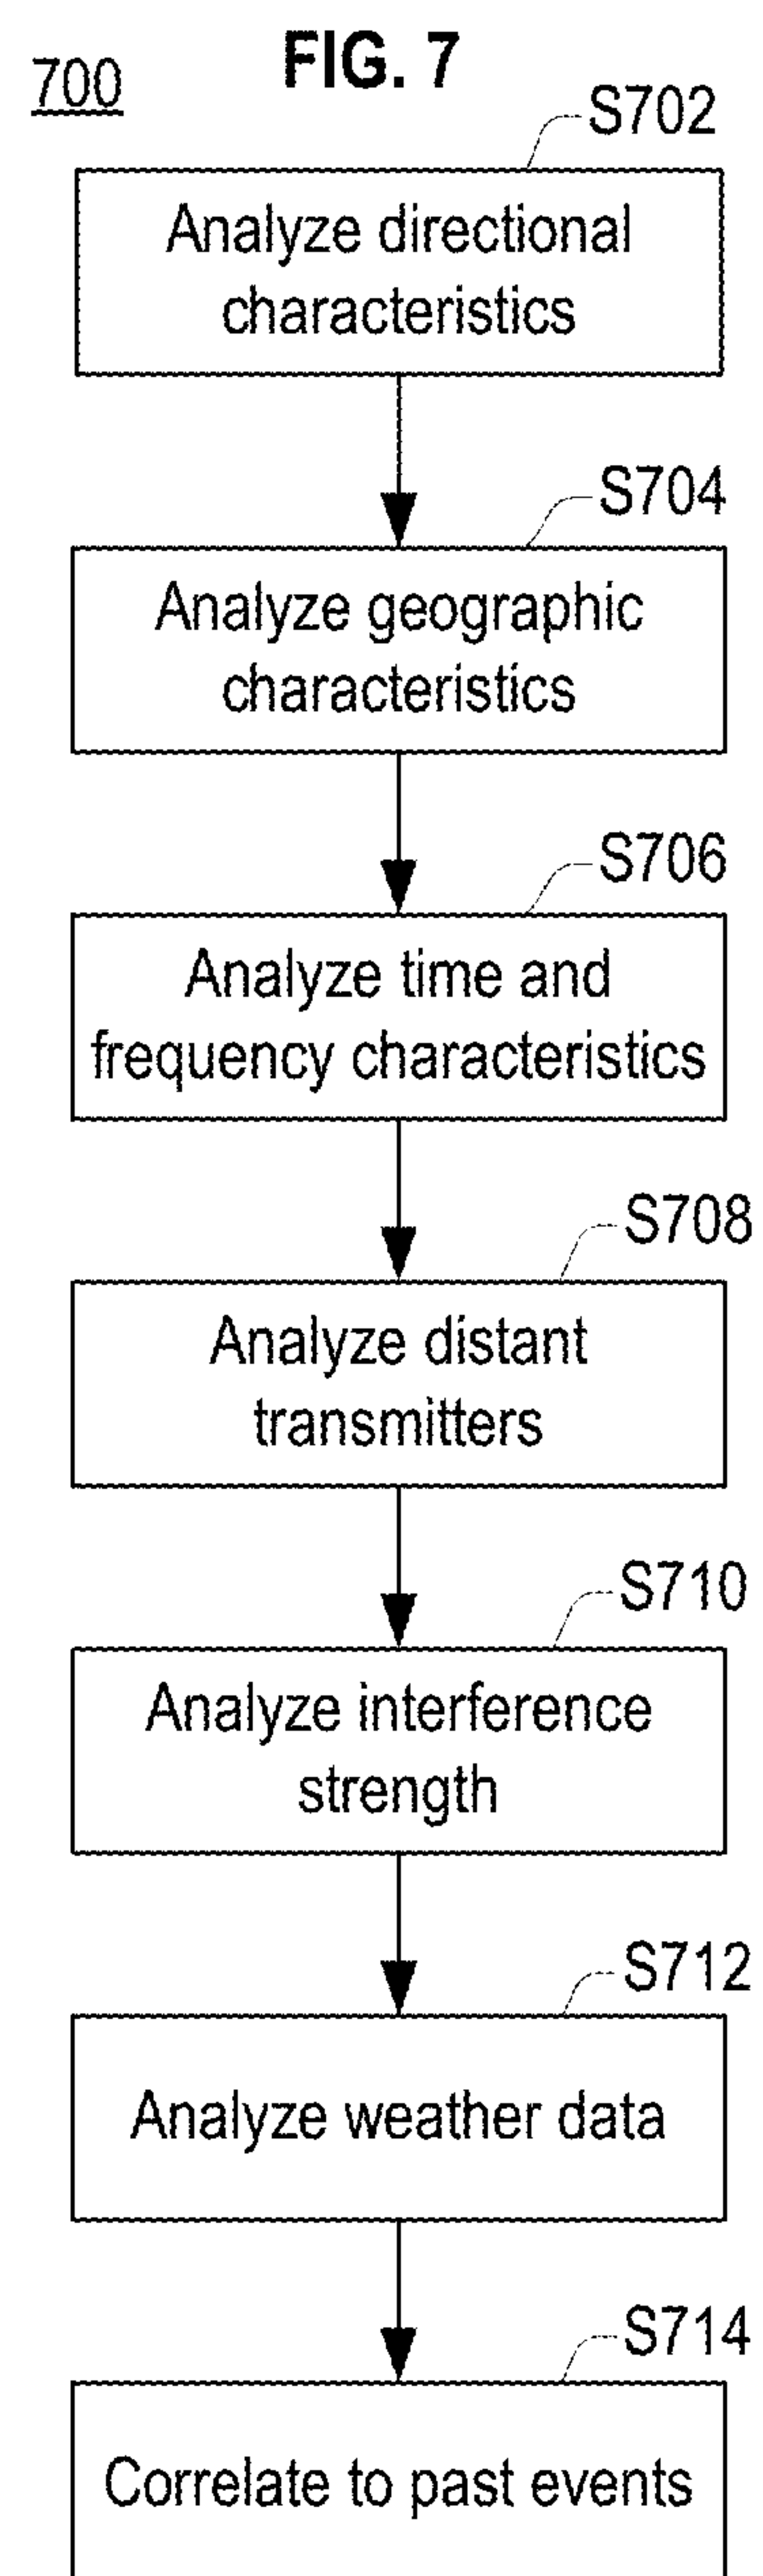 FIG. 7
700
S702
Analyze directional
characteristics
S704
Analyze geographic
characteristics
S706
Analyze time and
frequency characteristics
S708
Analyze distant
transmitters
S710
Analyze interference
strength
S712
Analyze weather data
S714
Correlate to past events